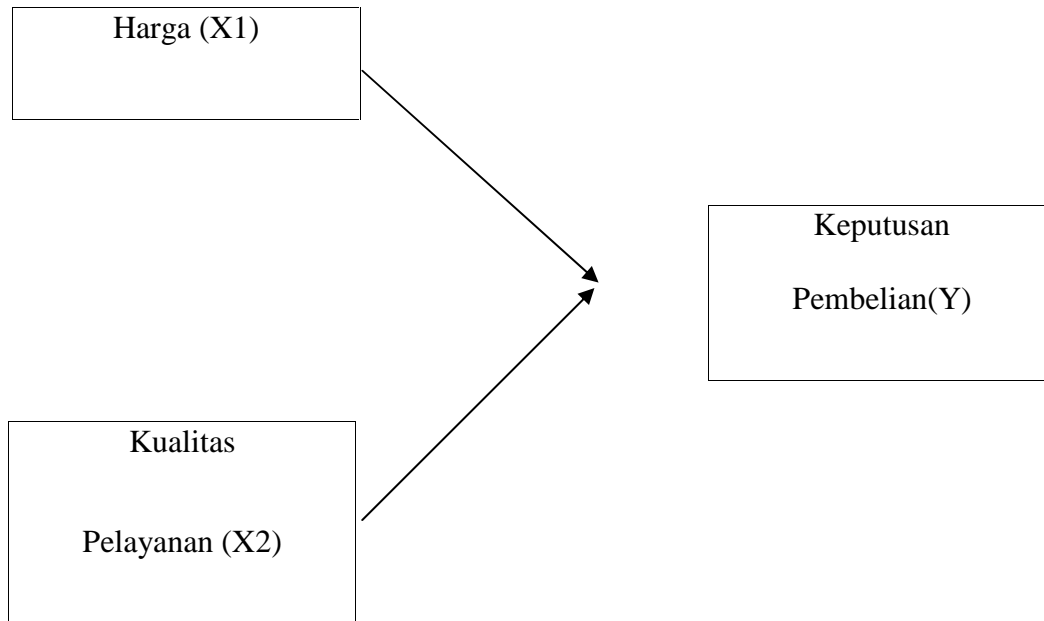 Harga (X1)
Keputusan
Pembelian(Y)
Kualitas
Pelayanan (X2)